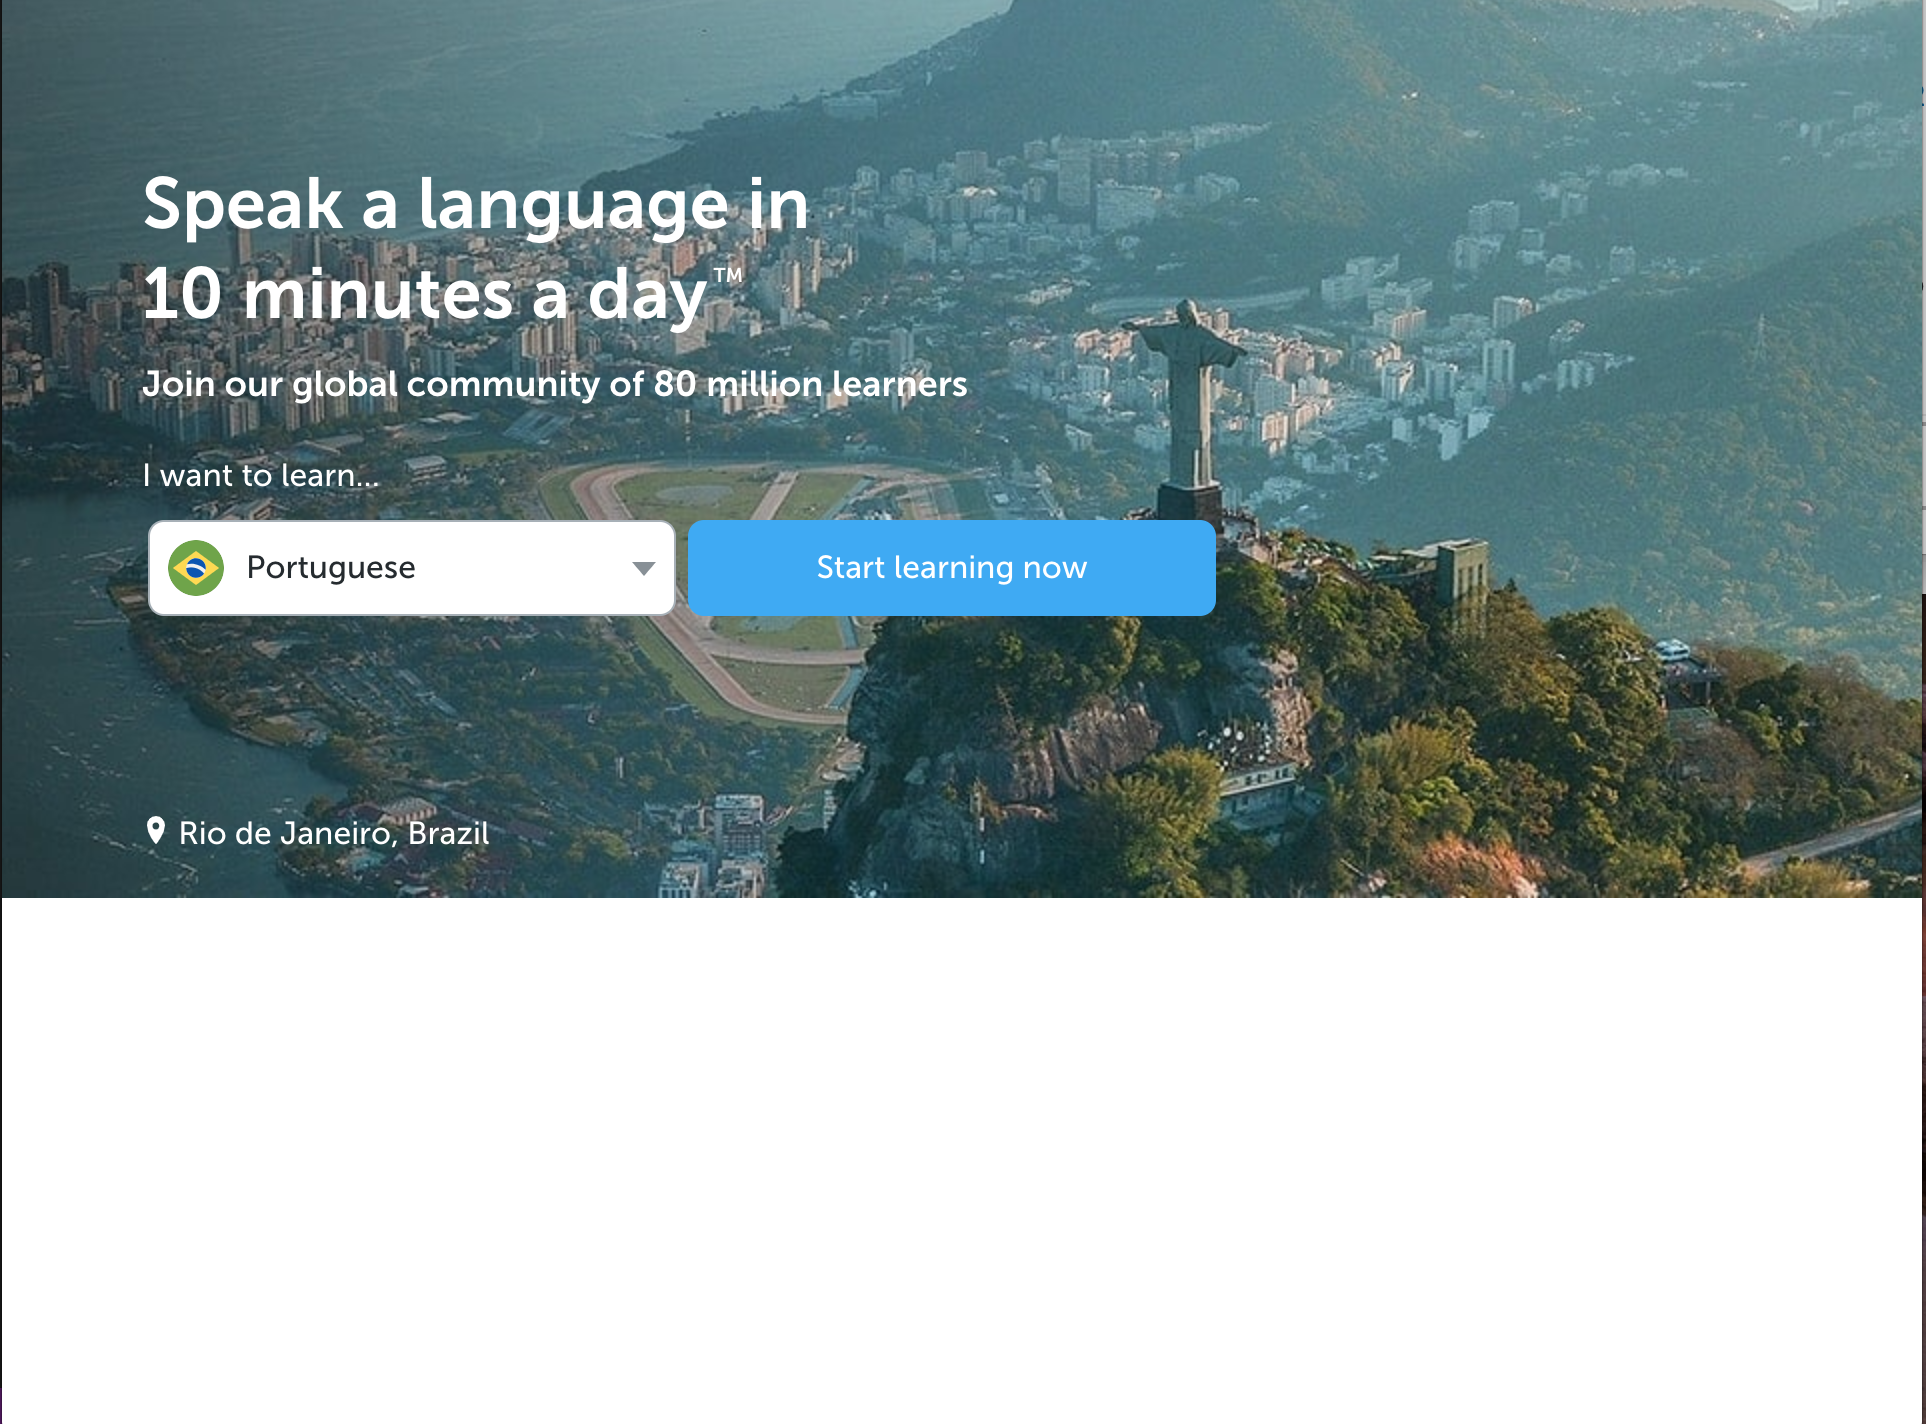 Speak a language in
10 minutes a day™
Join our global community of 80 million learners
I want to learn...
Portuguese
Start learning now
Rio de Janeiro, Brazil